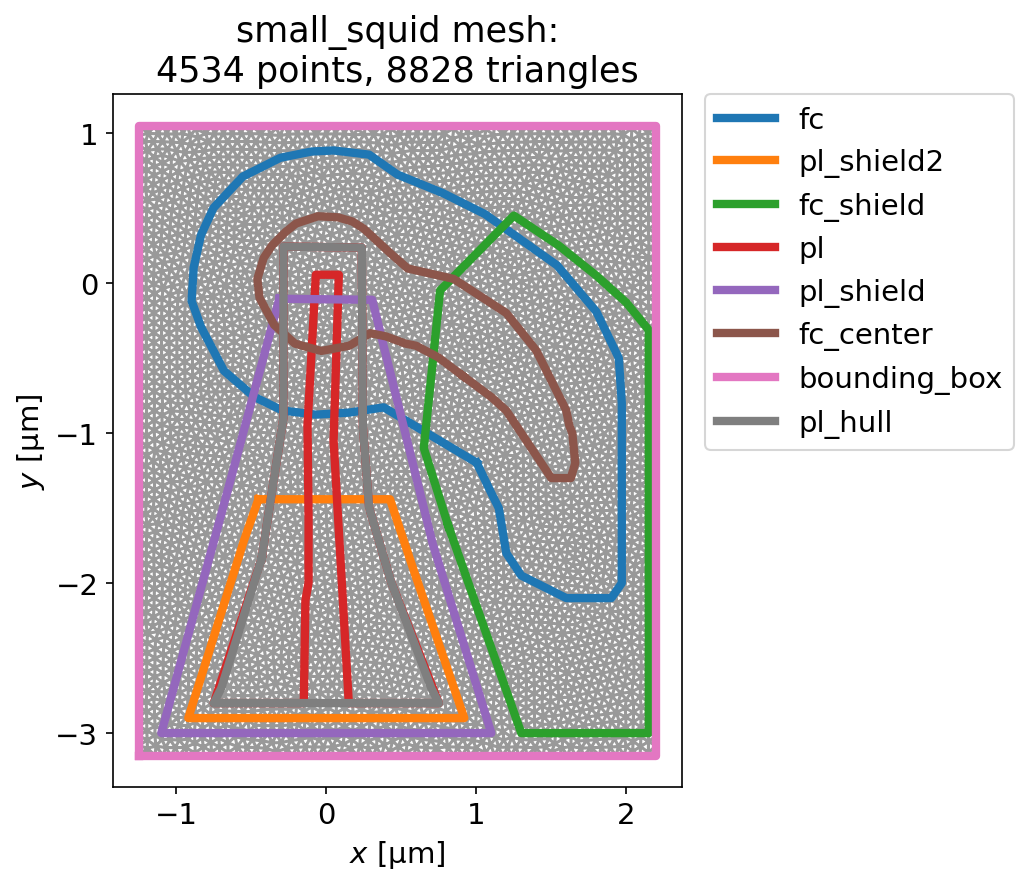 small_squid mesh:
4534 points, 8828 triangles
1
0
−1
−2
−3
y [µm]
−1
0
1
2
x [µm]
fc
pl_shield2
fc_shield
pl
pl_shield
fc_center
bounding_box
pl_hull